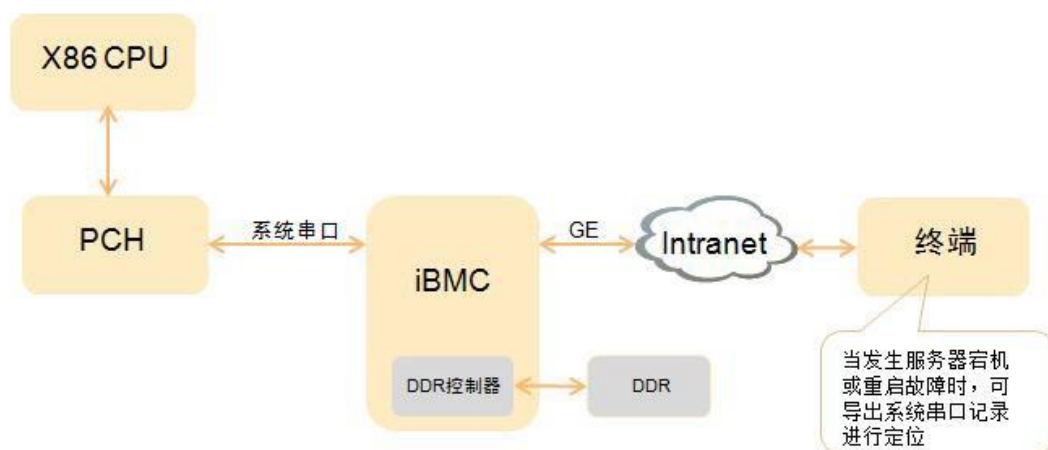 X86 CPU
PCH
系统串口
iBMC
GE
Intranet
终端
DDR控制器
DDR
当发生服务器宕机
或重启故障时，可
导出系统串口记录
进行定位